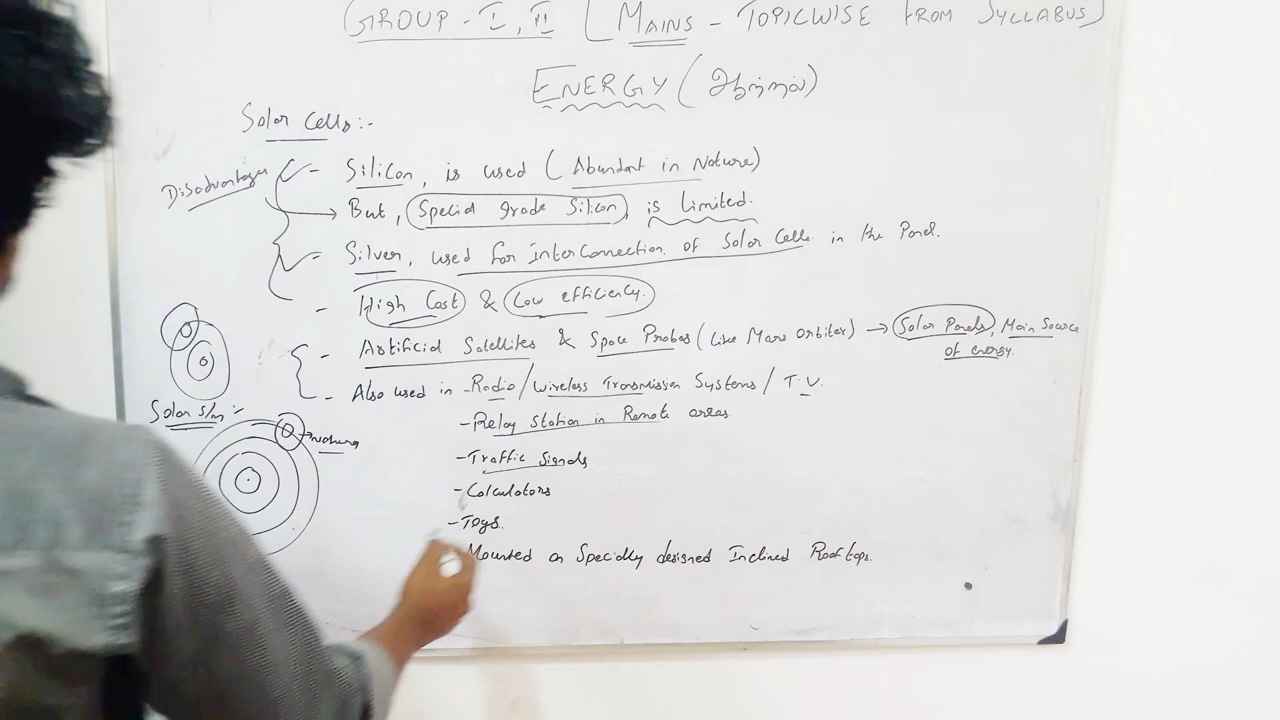 GROUP - I, II ( MAINS - TOPICWISE FROM SYLLABUS )
ENERGY ( ஆற்றல் )
Solar Cells :-
Disadvantages
- Silicon, is used ( Abundant in Nature )
But, Special grade Silicon, is limited.
- Silver, used for Interconnection of Solar Cells in the Panel.
- High Cost & Low efficiency.
- Artificial Satellites & Space Probes ( Like Mars Orbiter ) → Solar Panels, Main Source of energy.
- Also used in - Radio / Wireless Transmission Systems / T.V.
- Relay Station in Remote areas.
- Traffic Signals
- Calculators
- Toys.
Mounted on Specially designed Inclined Rooftops.
Solar S/m :-